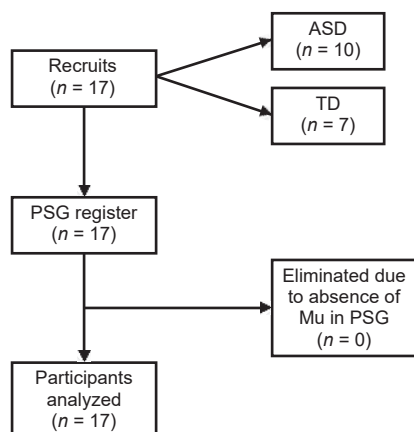 ASD
(n = 10)
Recruits
(n = 17)
TD
(n = 7)
PSG register
(n = 17)
Eliminated due
to absence of
Mu in PSG
(n = 0)
Participants
analyzed
(n = 17)